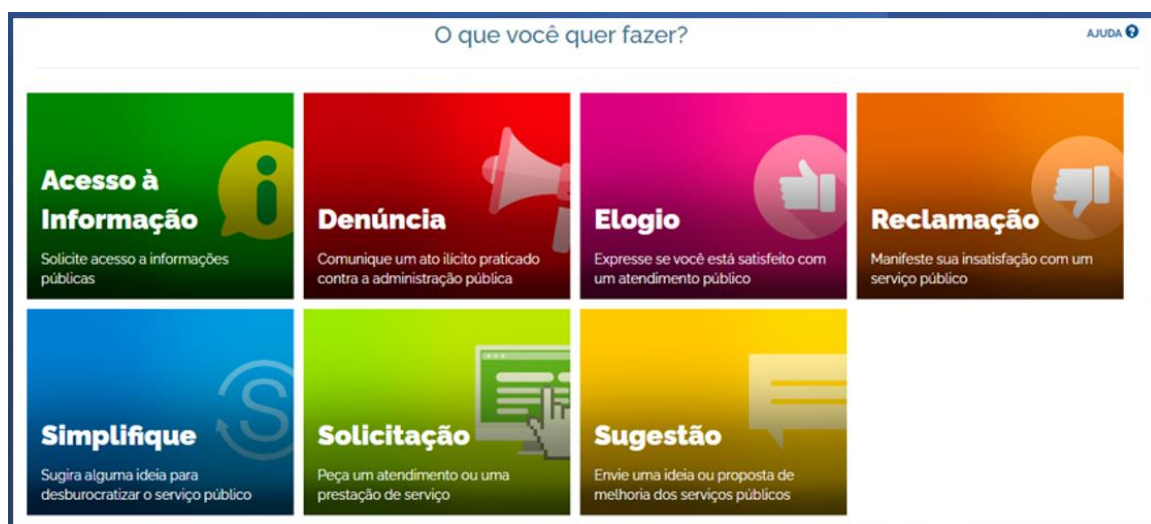 O que você quer fazer?
AJUDA ?
Acesso à
Informação
Solicite acesso a informações
públicas
Denúncia
Comunique um ato ilícito praticado
contra a administração pública
Elogio
Expresse se você está satisfeito com
um atendimento público
Reclamação
Manifeste sua insatisfação com um
serviço público
Simplifique
Sugira alguma ideia para
desburocratizar o serviço público
Solicitação
Peça um atendimento ou uma
prestação de serviço
Sugestão
Envie uma ideia ou proposta de
melhoria dos serviços públicos